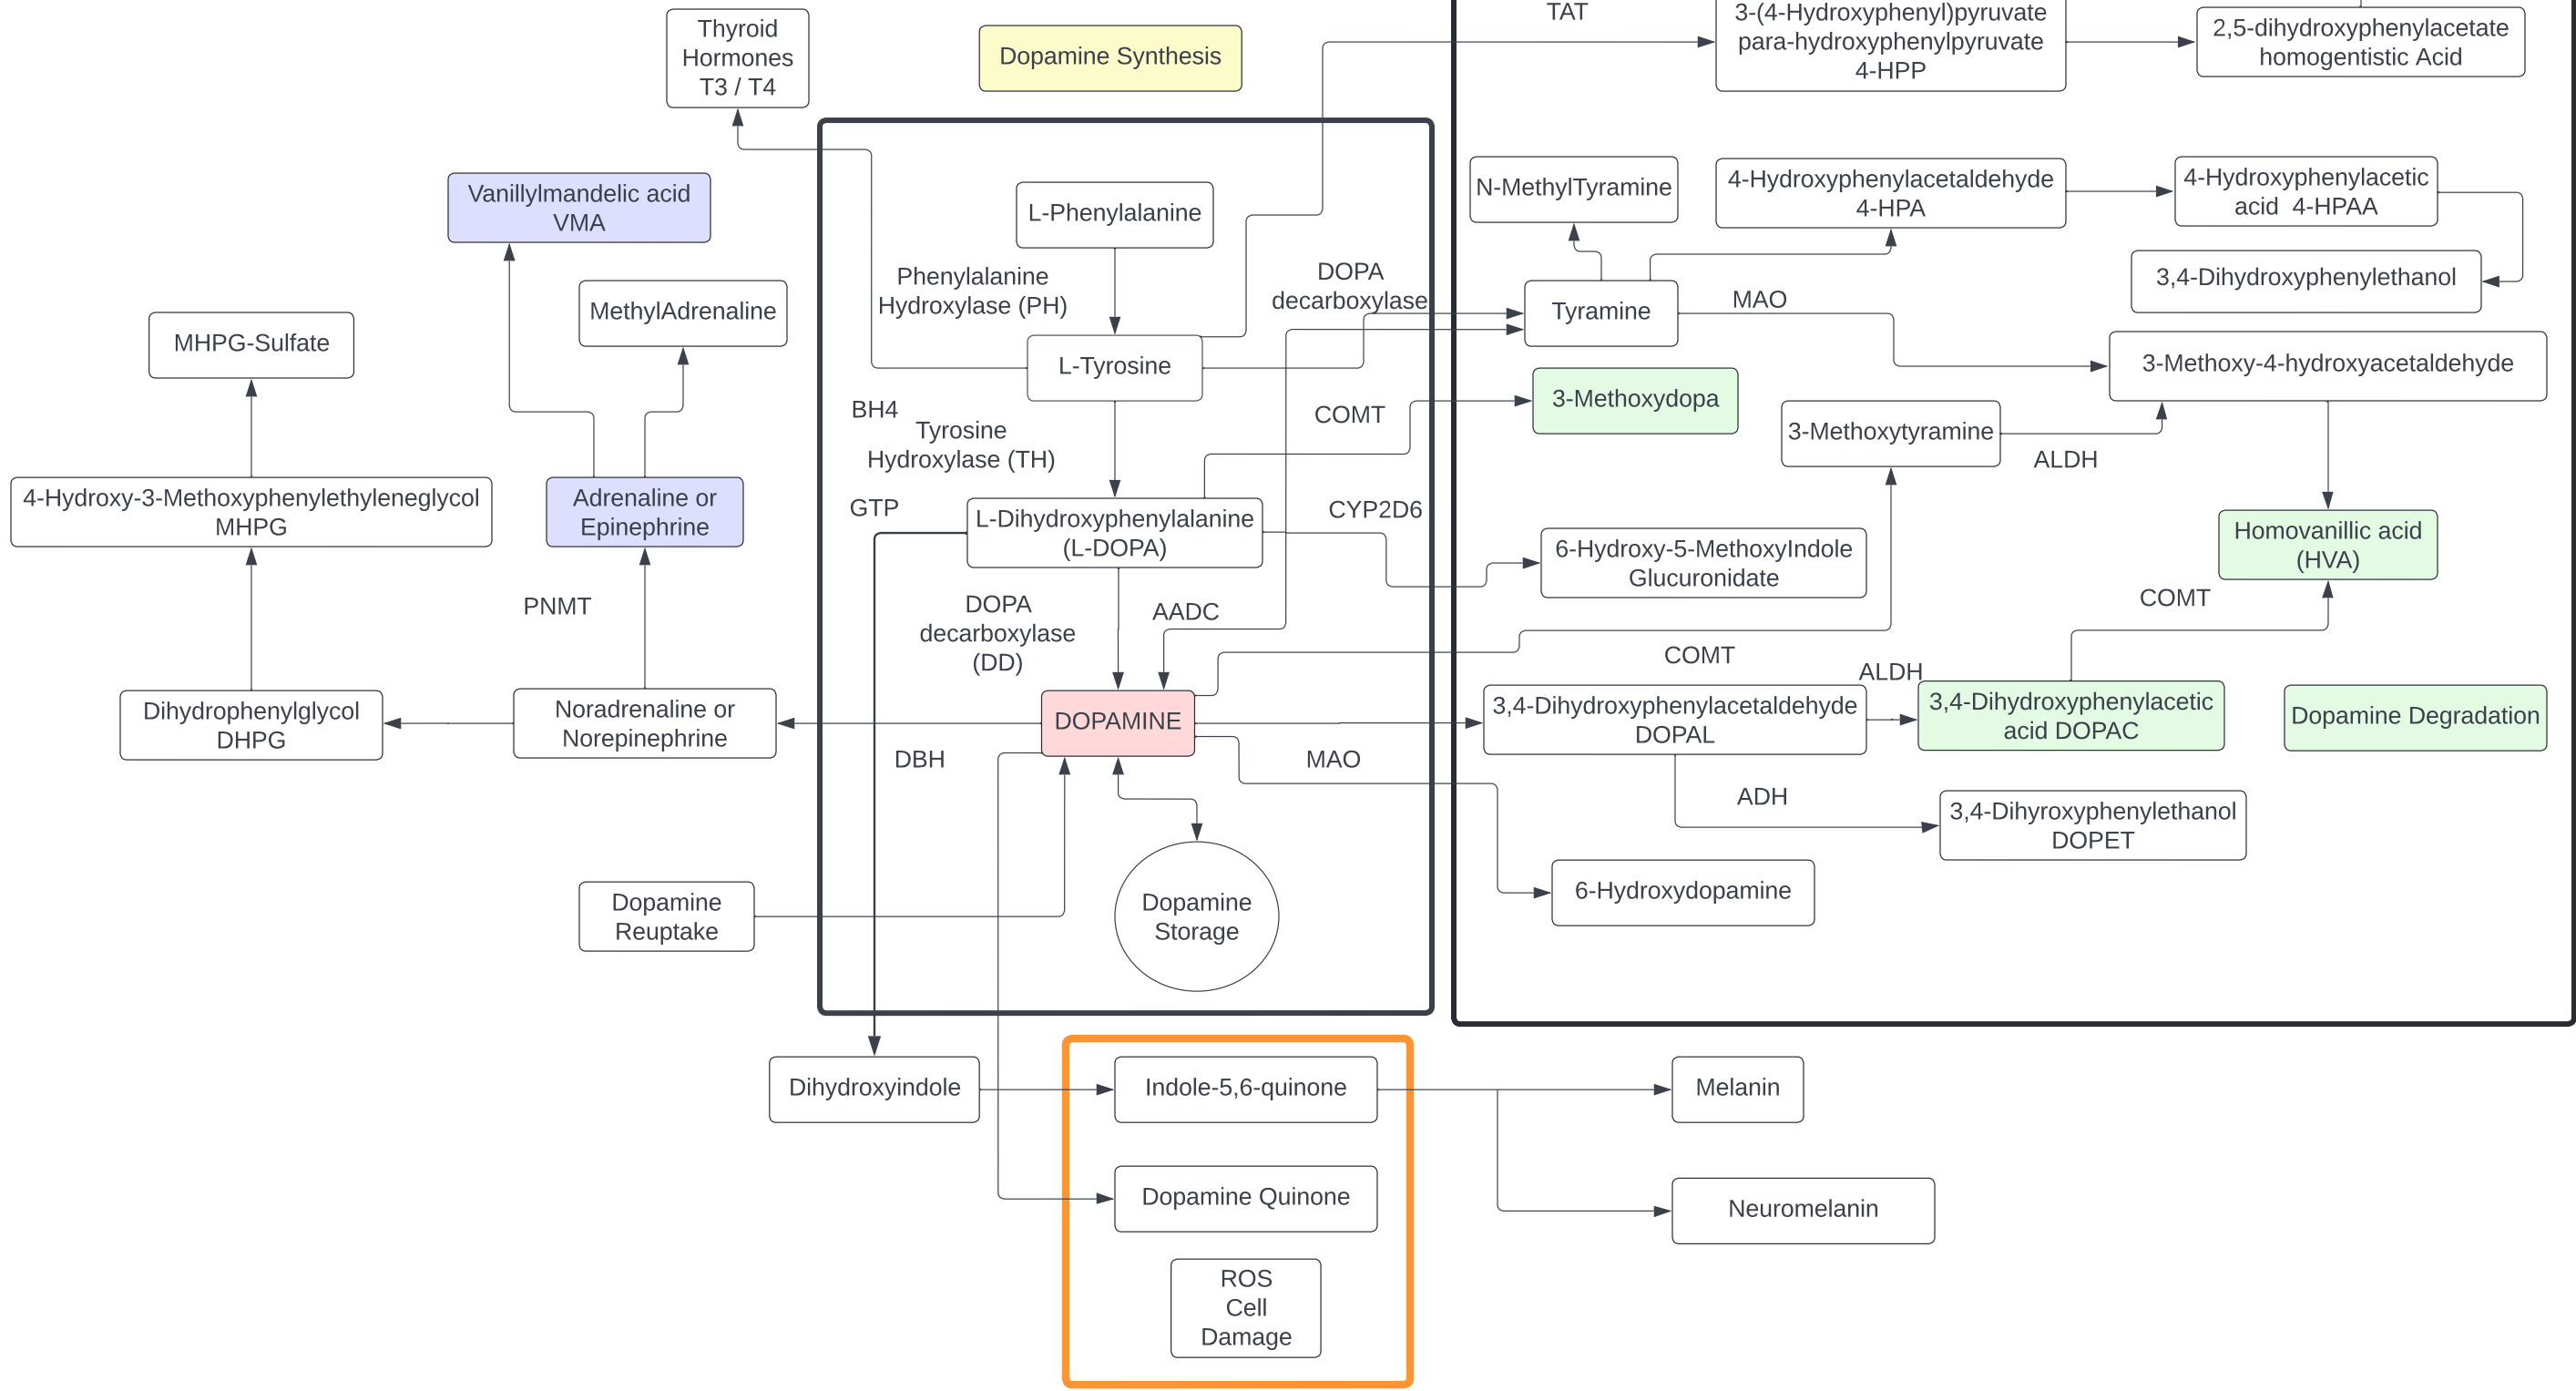 Thyroid
Hormones
T3 / T4
Dopamine Synthesis
TAT
3-(4-Hydroxyphenyl)pyruvate
para-hydroxyphenylpyruvate
4-HPP
2,5-dihydroxyphenylacetate
homogentistic Acid
Vanillylmandelic acid
VMA
L-Phenylalanine
N-MethylTyramine
4-Hydroxyphenylacetaldehyde
4-HPA
4-Hydroxyphenylacetic
acid 4-HPAA
MethylAdrenaline
Phenylalanine
Hydroxylase (PH)
DOPA
decarboxylase
Tyramine
MAO
3,4-Dihydroxyphenylethanol
MHPG-Sulfate
L-Tyrosine
3-Methoxy-4-hydroxyacetaldehyde
BH4
Tyrosine
Hydroxylase (TH)
COMT
3-Methoxydopa
3-Methoxytyramine
ALDH
4-Hydroxy-3-Methoxyphenylethyleneglycol
MHPG
Adrenaline or
Epinephrine
GTP
L-Dihydroxyphenylalanine
(L-DOPA)
CYP2D6
6-Hydroxy-5-MethoxyIndole
Glucuronidate
Homovanillic acid
(HVA)
PNMT
DOPA
decarboxylase
(DD)
AADC
COMT
COMT
ALDH
Dihydrophenylglycol
DHPG
Noradrenaline or
Norepinephrine
DOPAMINE
3,4-Dihydroxyphenylacetaldehyde
DOPAL
3,4-Dihydroxyphenylacetic
acid DOPAC
Dopamine Degradation
DBH
MAO
ADH
3,4-Dihyroxyphenylethanol
DOPET
Dopamine
Reuptake
Dopamine
Storage
6-Hydroxydopamine
Dihydroxyindole
Indole-5,6-quinone
Melanin
Dopamine Quinone
Neuromelanin
ROS
Cell
Damage